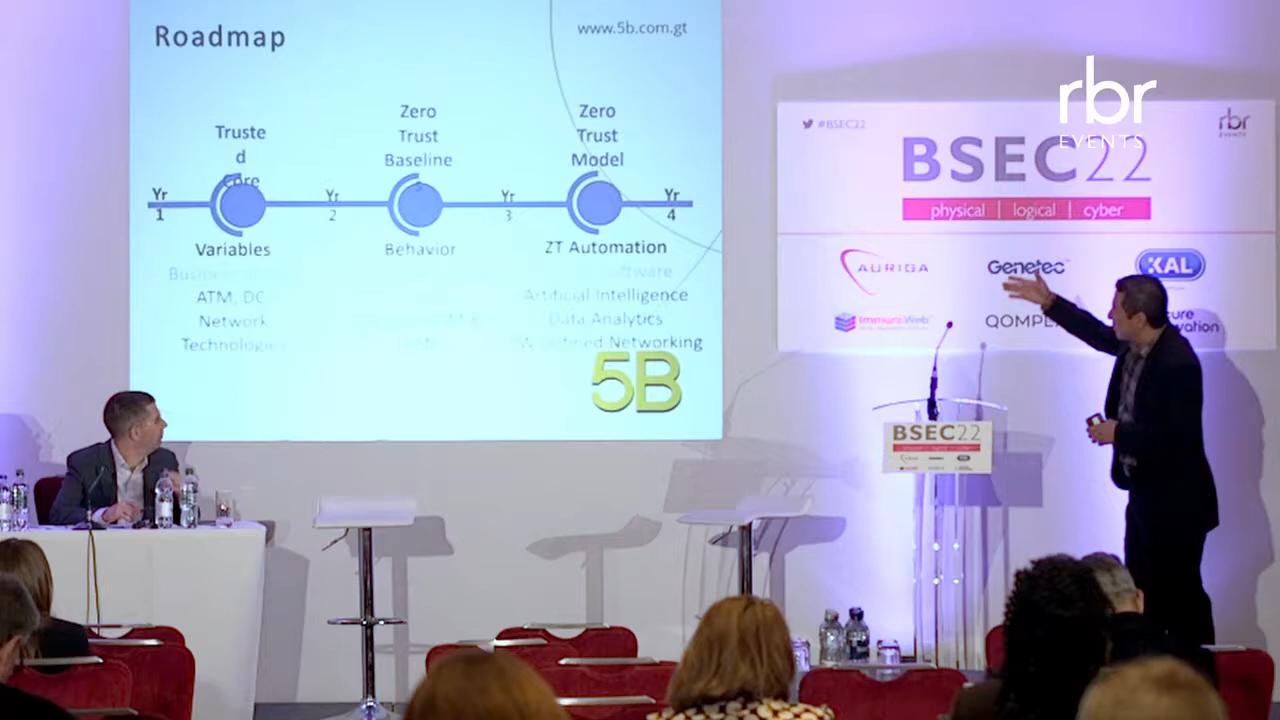 Roadmap
www.5b.com.gt
Truste
d
Core
Zero
Trust
Baseline
Zero
Trust
Model
Yr
1
Yr
2
Yr
3
Yr
4
Variables
Behavior
ZT Automation
ATM, DC
Network
Technologies
Artificial Intelligence
Data Analytics
Defined Networking
5B
#BSEC22
rbr
EVENTS
rbr
EVENTS
BSEC22
physical | logical | cyber
AURIGA
Genetec
KAL
ImmuniWeb
BSEC22